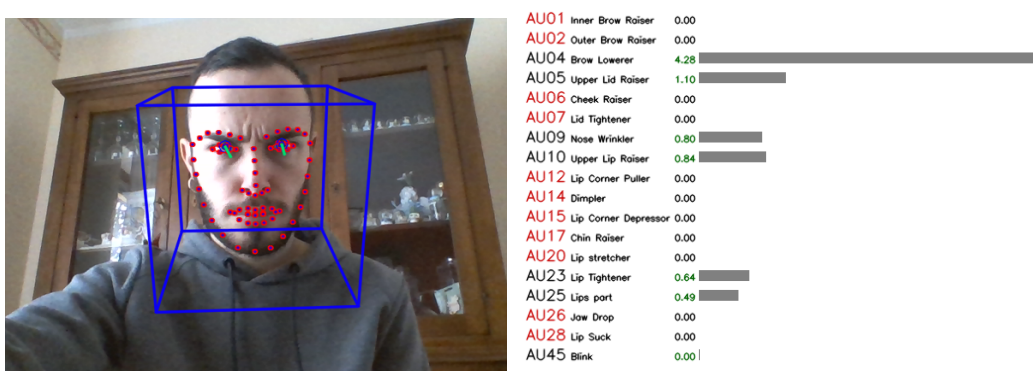 AU01 Inner Brow Raiser 0.00
AU02 Outer Brow Raiser 0.00
AU04 Brow Lowerer 4.28
AU05 Upper Lid Raiser 1.10
AU06 Cheek Raiser 0.00
AU07 Lid Tightener 0.00
AU09 Nose Wrinkler 0.80
AU10 Upper Lip Raiser 0.84
AU12 Lip Corner Puller 0.00
AU14 Dimpler 0.00
AU15 Lip Corner Depressor 0.00
AU17 Chin Raiser 0.00
AU20 Lip stretcher 0.00
AU23 Lip Tightener 0.64
AU25 Lips part 0.49
AU26 Jaw Drop 0.00
AU28 Lip Suck 0.00
AU45 Blink 0.00